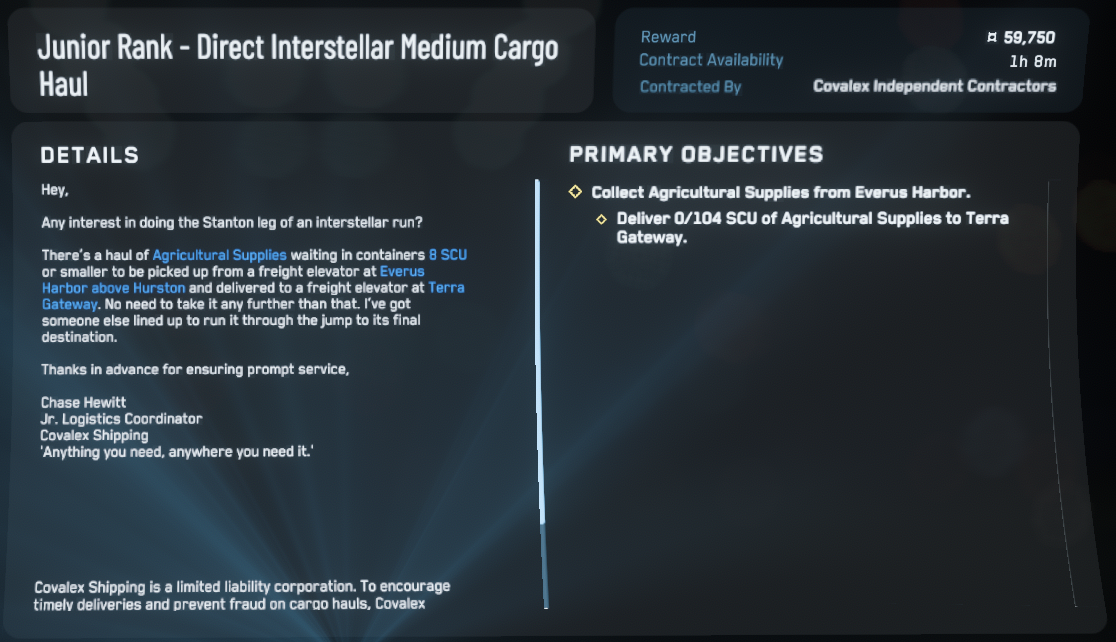 Junior Rank - Direct Interstellar Medium Cargo
Haul
Reward ¤ 59,750
Contract Availability 1h 8m
Contracted By Covalex Independent Contractors
DETAILS
Hey,
Any interest in doing the Stanton leg of an interstellar run?
There's a haul of Agricultural Supplies waiting in containers 8 SCU
or smaller to be picked up from a freight elevator at Everus
Harbor above Hurston and delivered to a freight elevator at Terra
Gateway. No need to take it any further than that. I've got
someone else lined up to run it through the jump to its final
destination.
Thanks in advance for ensuring prompt service,
Chase Hewitt
Jr. Logistics Coordinator
Covalex Shipping
'Anything you need, anywhere you need it.'
Covalex Shipping is a limited liability corporation. To encourage
timely deliveries and prevent fraud on cargo hauls, Covalex
PRIMARY OBJECTIVES
Collect Agricultural Supplies from Everus Harbor.
Deliver 0/104 SCU of Agricultural Supplies to Terra
Gateway.